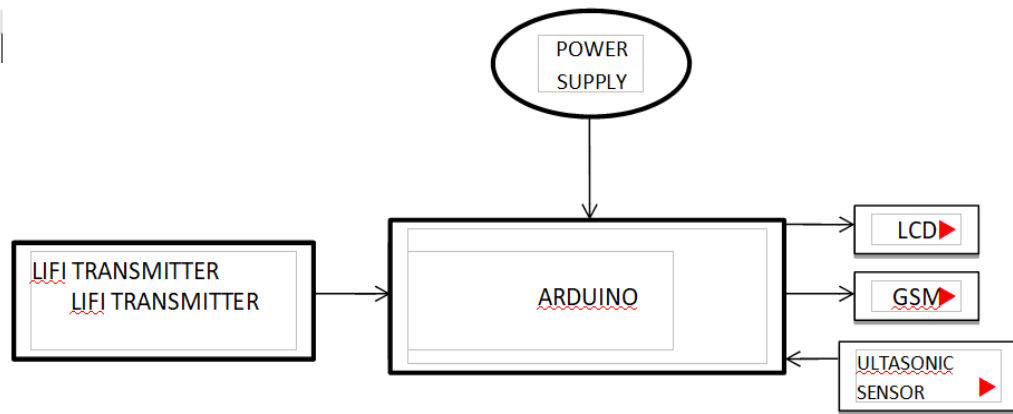 POWER
SUPPLY
LIFI TRANSMITTER
LIFI TRANSMITTER
ARDUINO
LCD
GSM
ULTASONIC
SENSOR